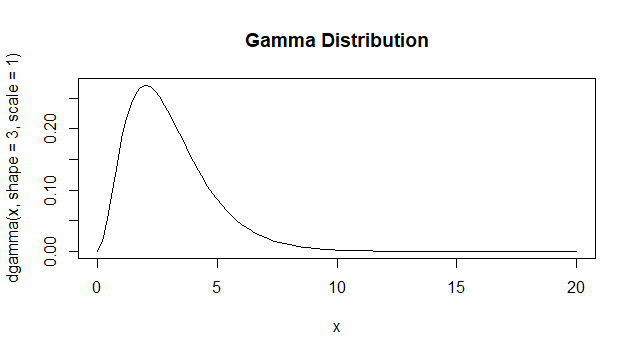 Gamma Distribution
dgamma(x, shape = 3, scale = 1)
0.20
0.10
0.00
0 5 10 15 20
x